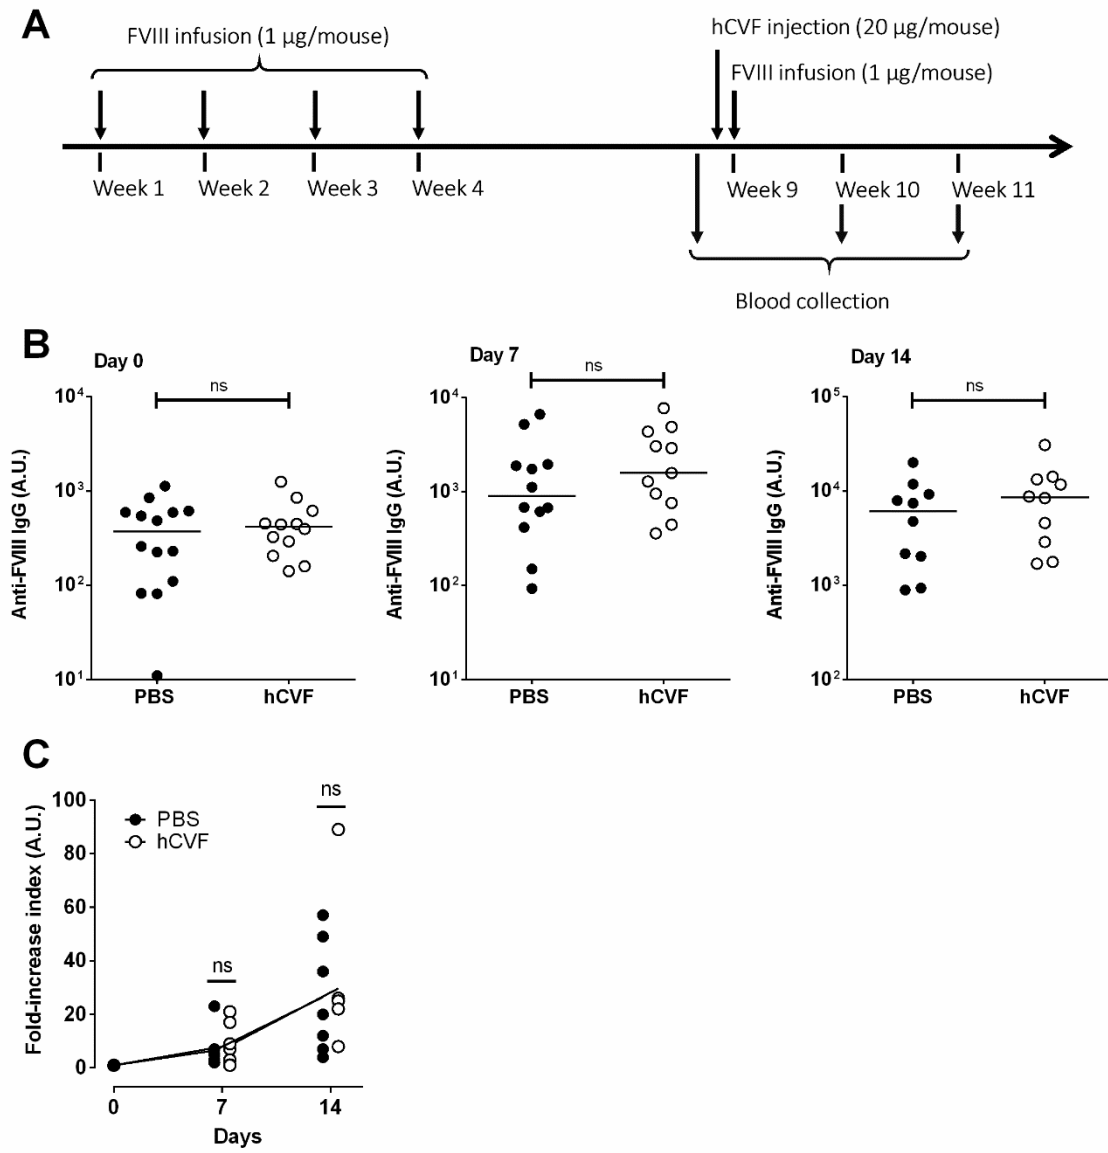 A
FVIII infusion (1 µg/mouse)
hCVF injection (20 µg/mouse)
FVIII infusion (1 µg/mouse)
Week 1
Week 2
Week 3
Week 4
Week 9
Week 10
Week 11
Blood collection
B
Day 0
ns
10⁴
10³
10²
10¹
Anti-FVIII IgG (A.U.)
PBS
hCVF
Day 7
ns
10⁴
10³
10²
10¹
Anti-FVIII IgG (A.U.)
PBS
hCVF
Day 14
ns
10⁵
10⁴
10³
10²
Anti-FVIII IgG (A.U.)
PBS
hCVF
C
PBS
hCVF
ns
ns
100
80
60
40
20
0
Fold-increase index (A.U.)
0
7
14
Days